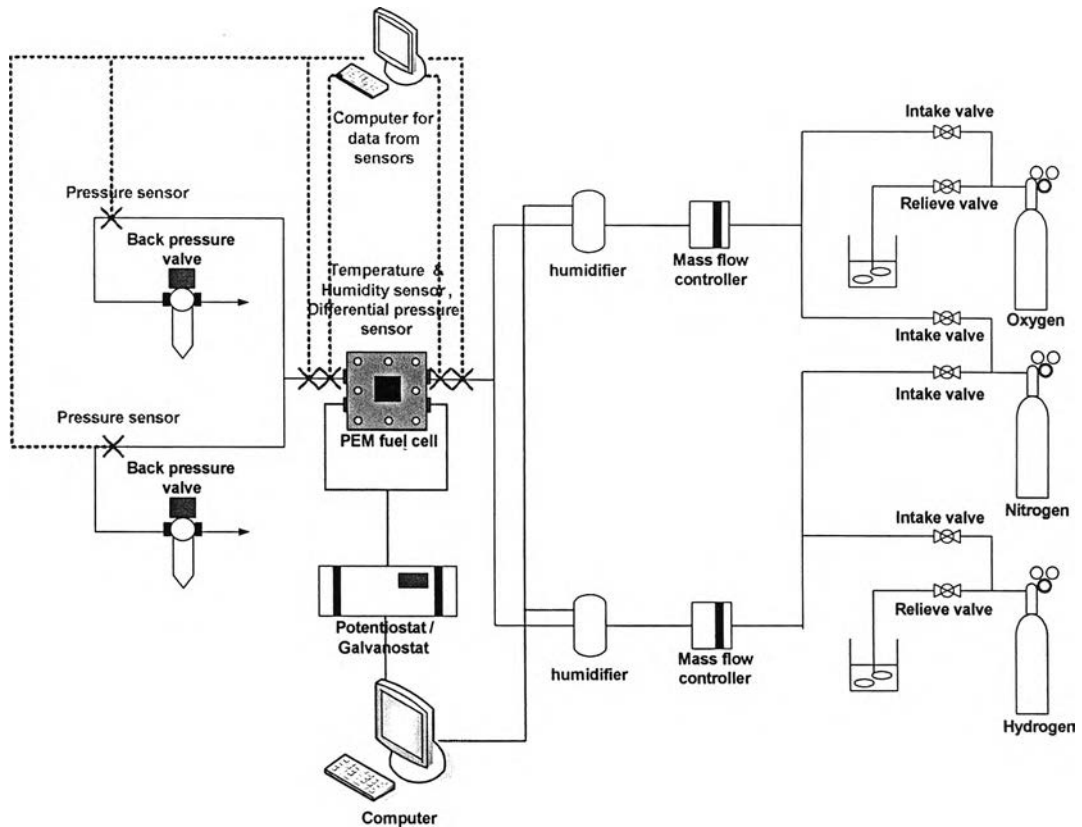 Computer for
data from
sensors
Intake valve
Pressure sensor
Relieve valve
Back pressure
valve
Temperature &
Humidity sensor ,
Differential pressure
sensor
humidifier
Mass flow
controller
Oxygen
Intake valve
Intake valve
Pressure sensor
PEM fuel cell
Back pressure
valve
Nitrogen
Intake valve
Relieve valve
Potentiostat /
Galvanostat
humidifier
Mass flow
controller
Hydrogen
Computer